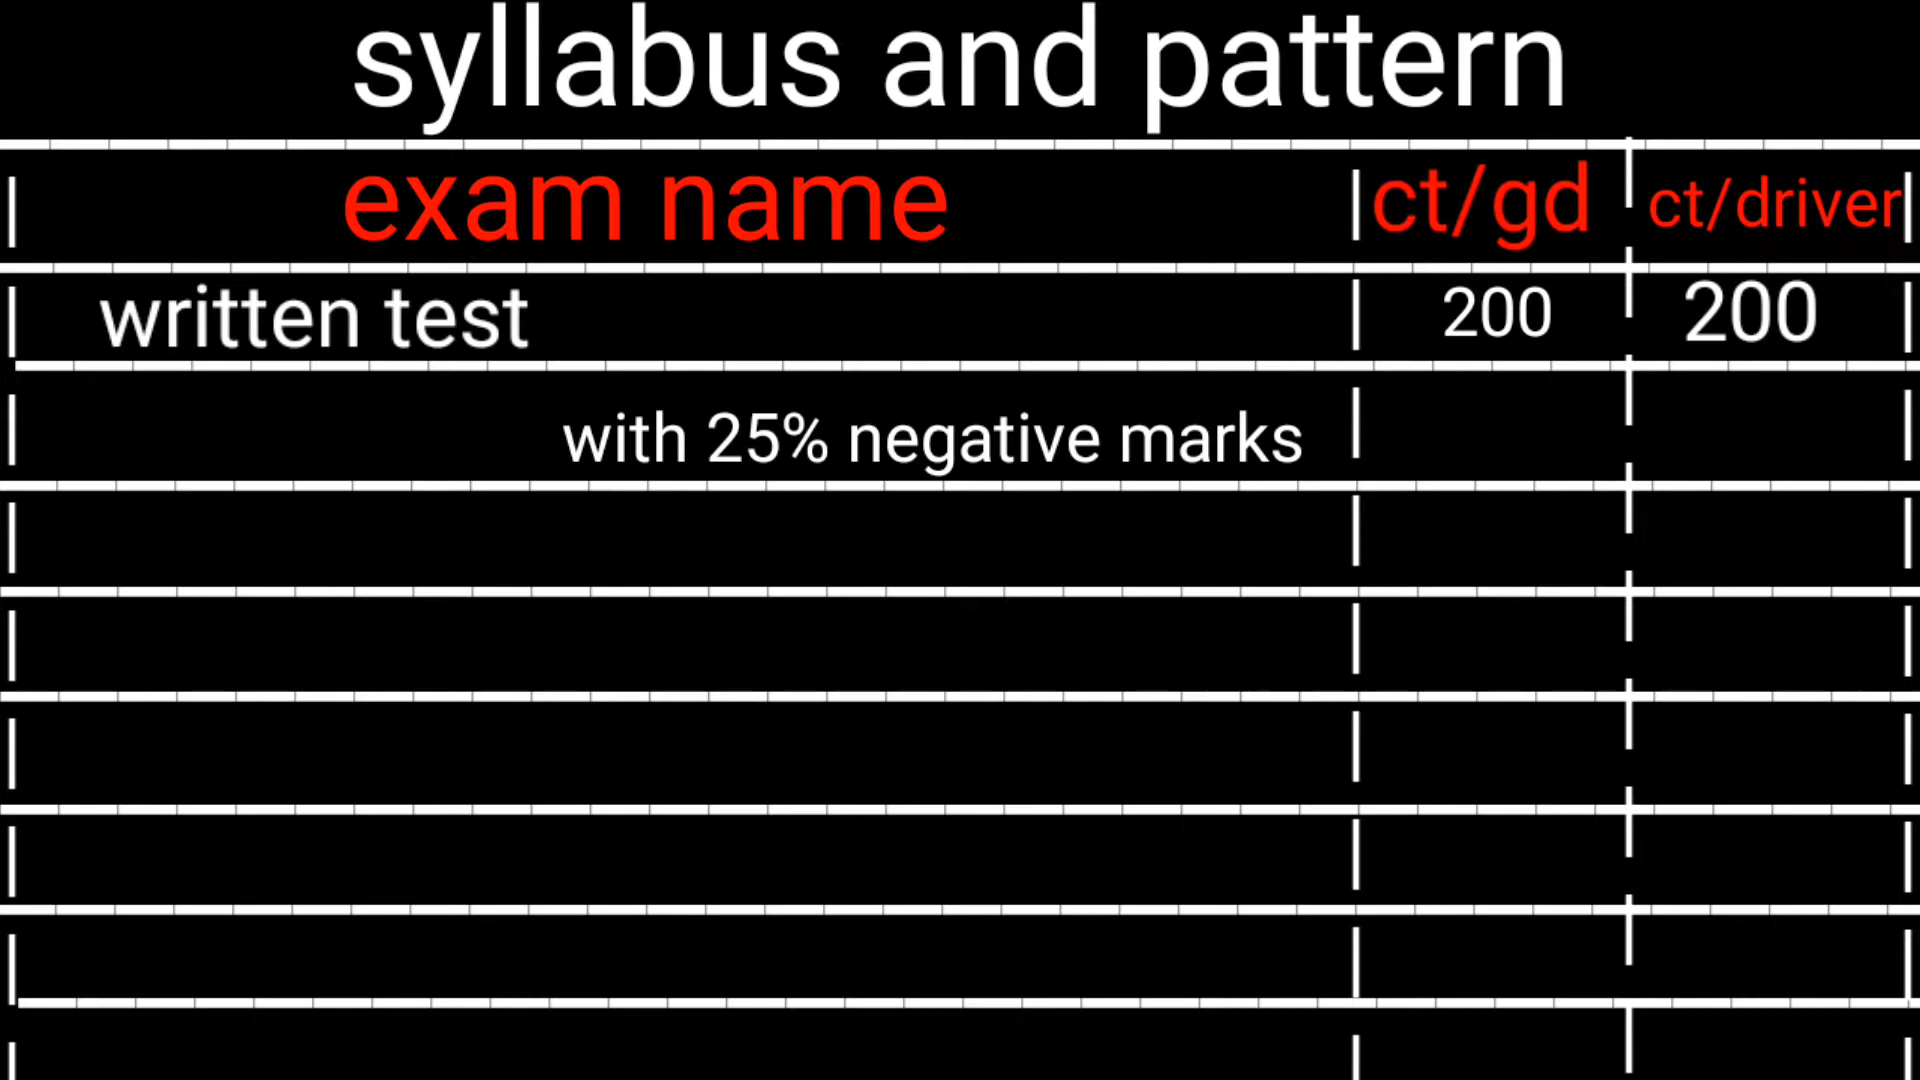 syllabus and pattern
exam name ct/gd ct/driver
written test 200 200
with 25% negative marks